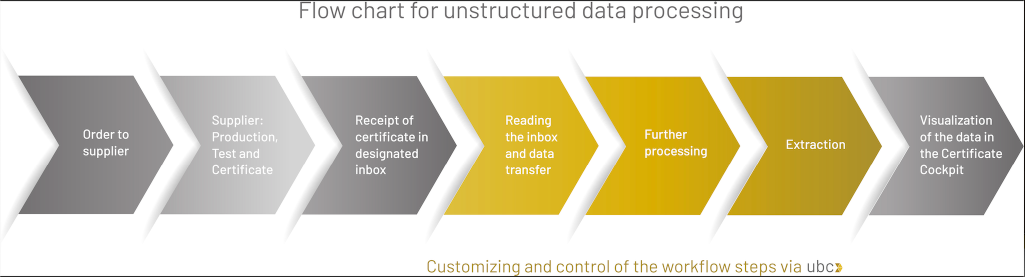 Flow chart for unstructured data processing
Order to
supplier
Supplier:
Production,
Test and
Certificate
Receipt of
certificate in
designated
inbox
Reading
the inbox
and data
transfer
Further
processing
Extraction
Visualization
of the data in
the Certificate
Cockpit
Customizing and control of the workflow steps via ubc